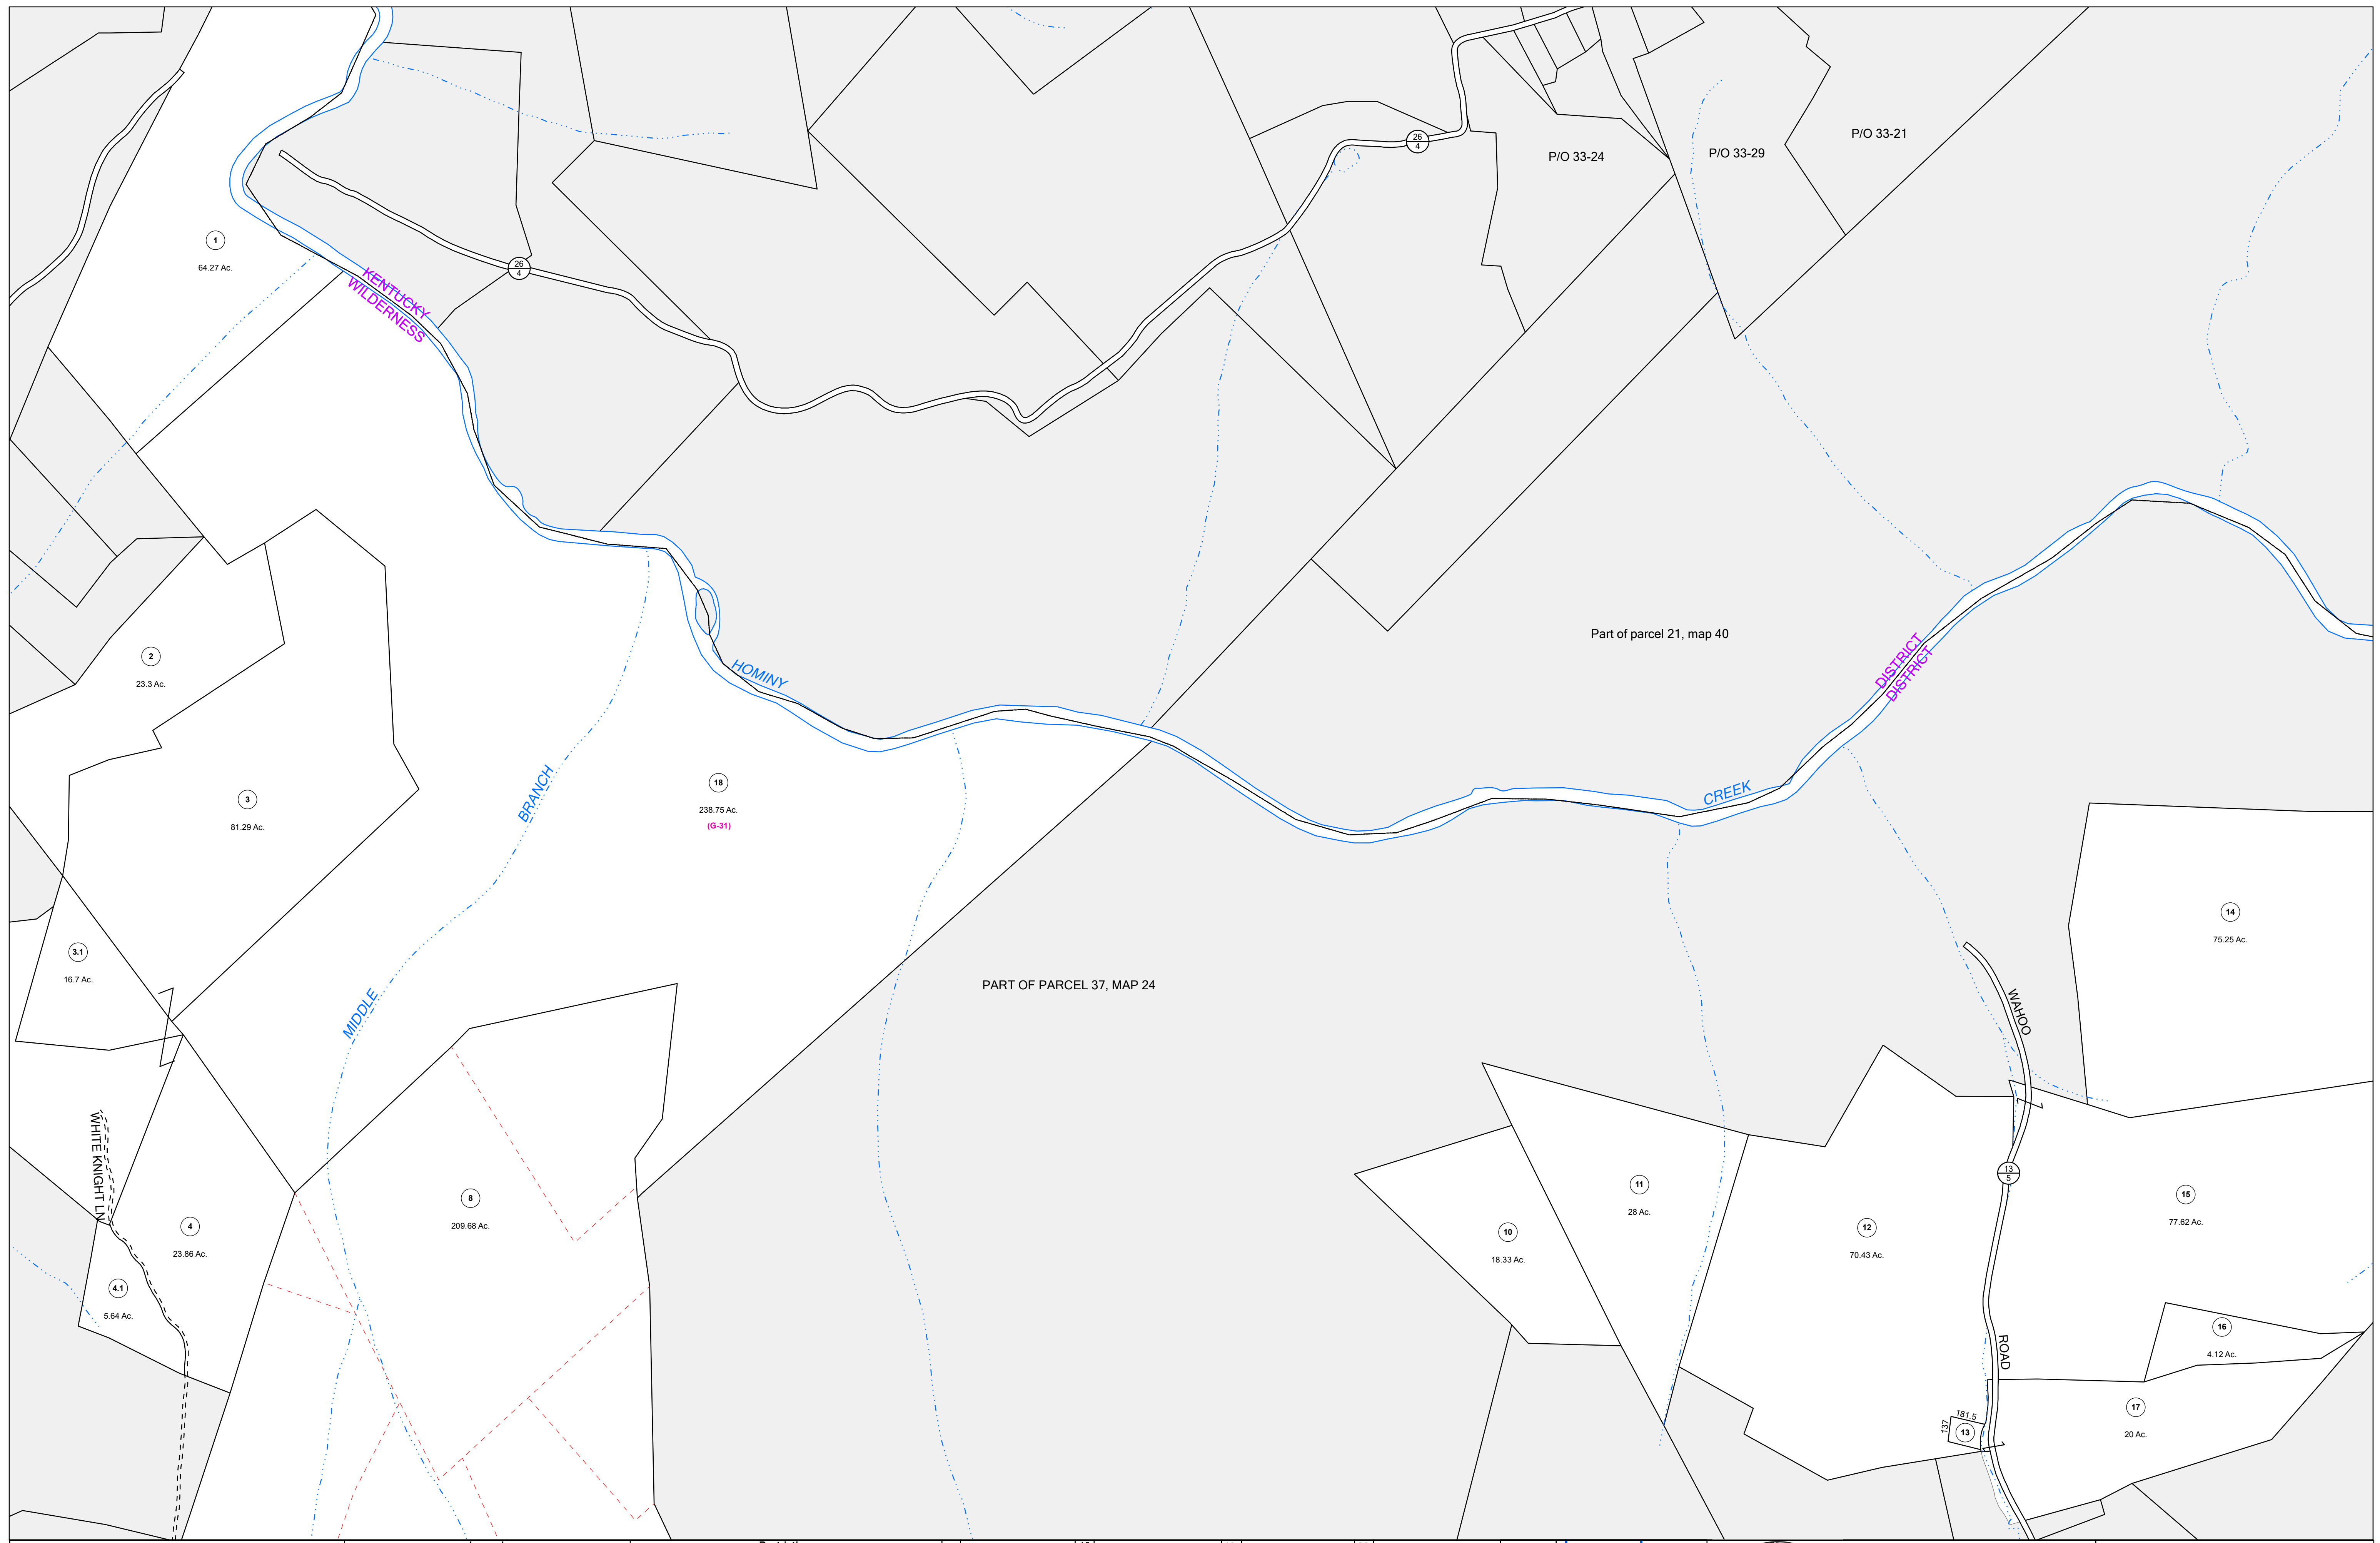 P/O 33-21
26
4
P/O 33-24
P/O 33-29
1
64.27 Ac.
26
4
KENTUCKY
WILDERNESS
Part of parcel 21, map 40
DISTRICT
DISTRICT
2
23.3 Ac.
HOMINY
CREEK
BRANCH
MIDDLE
18
238.75 Ac.
(G-31)
3
81.29 Ac.
3.1
16.7 Ac.
PART OF PARCEL 37, MAP 24
14
75.25 Ac.
WAHOO
13
5
ROAD
WHITE KNIGHT LN
4
23.86 Ac.
4.1
5.64 Ac.
8
209.68 Ac.
10
18.33 Ac.
11
28 Ac.
12
70.43 Ac.
15
77.62 Ac.
16
4.12 Ac.
17
20 Ac.
181.5
137
13